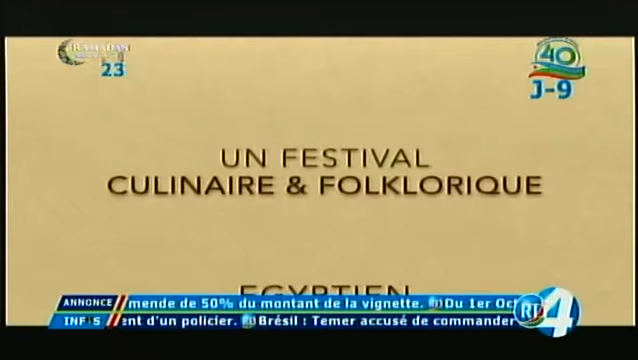 RAMADAN
23
40
J-9
UN FESTIVAL
CULINAIRE & FOLKLORIQUE
EGYPTIEN
ANNONCE mende de 50% du montant de la vignette. Du 1er Oct
INFOS ent d'un policier. Brésil : Temer accusé de commander
RTD
4